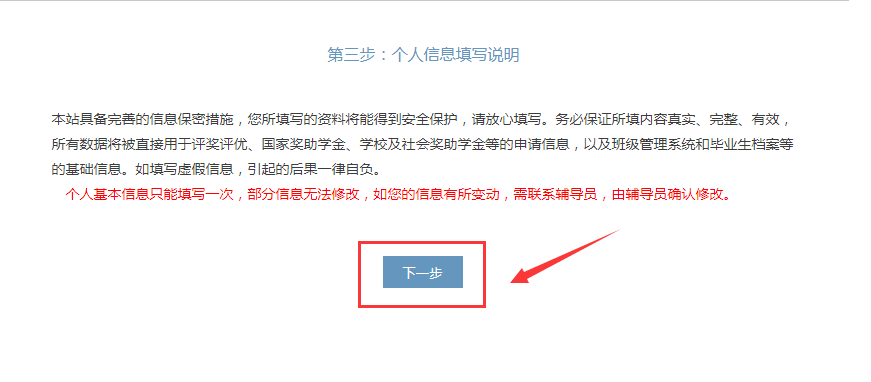 第三步：个人信息填写说明
本站具备完善的信息保密措施，您所填写的资料将能得到安全保护，请放心填写。务必保证所填内容真实、完整、有效，
所有数据将被直接用于评奖评优、国家奖助学金、学校及社会奖助学金等的申请信息，以及班级管理系统和毕业生档案等
的基础信息。如填写虚假信息，引起的后果一律自负。
个人基本信息只能填写一次，部分信息无法修改，如您的信息有所变动，需联系辅导员，由辅导员确认修改。
下一步